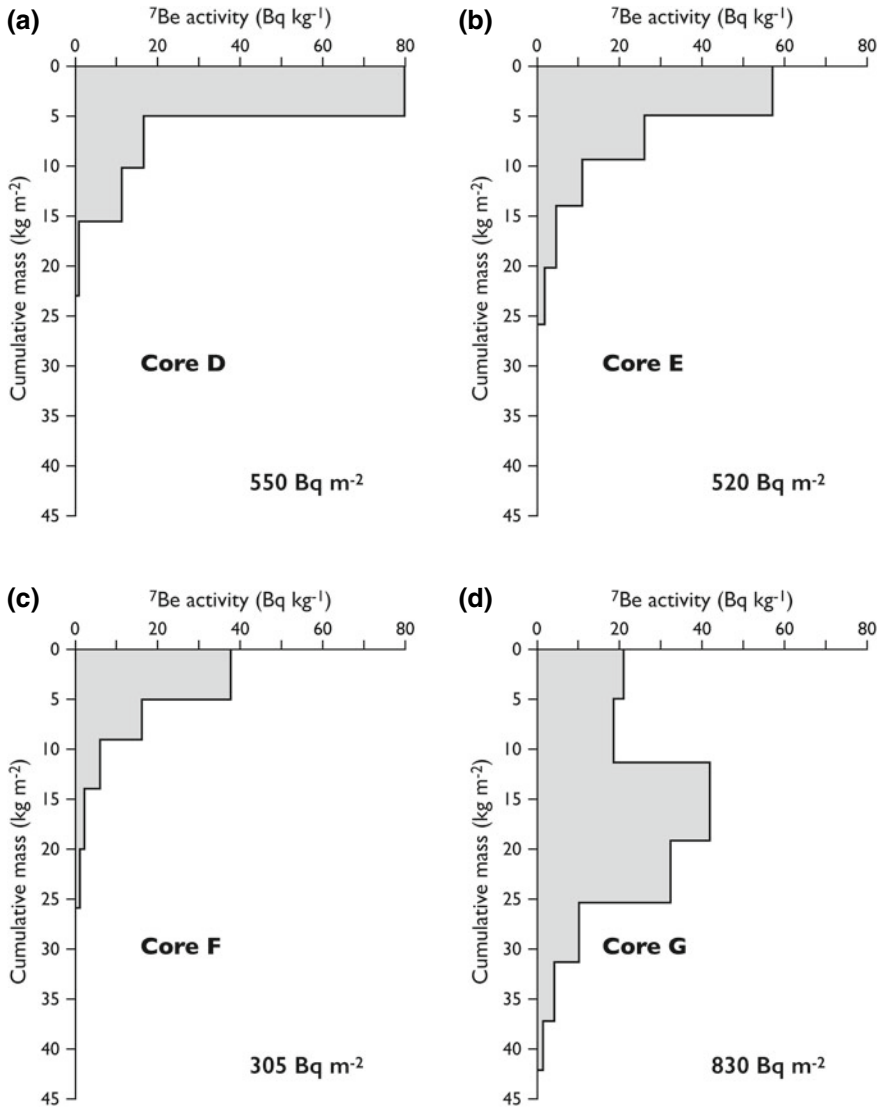 (a)
⁷Be activity (Bq kg⁻¹)
0 20 40 60 80
Cumulative mass (kg m⁻²)
0
5
10
15
20
25
30
35
40
45
Core D
550 Bq m⁻²
(b)
⁷Be activity (Bq kg⁻¹)
0 20 40 60 80
Cumulative mass (kg m⁻²)
0
5
10
15
20
25
30
35
40
45
Core E
520 Bq m⁻²
(c)
⁷Be activity (Bq kg⁻¹)
0 20 40 60 80
Cumulative mass (kg m⁻²)
0
5
10
15
20
25
30
35
40
45
Core F
305 Bq m⁻²
(d)
⁷Be activity (Bq kg⁻¹)
0 20 40 60 80
Cumulative mass (kg m⁻²)
0
5
10
15
20
25
30
35
40
45
Core G
830 Bq m⁻²